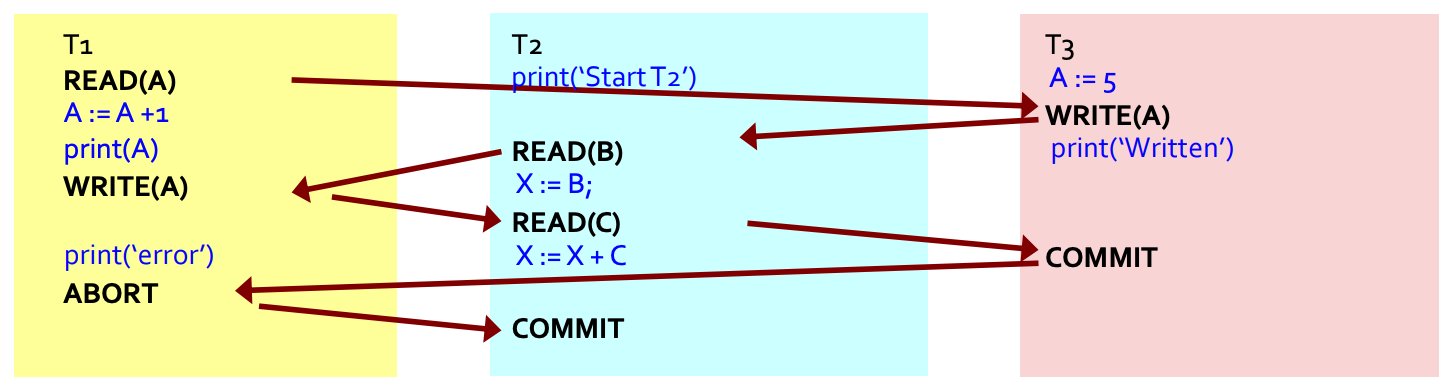 T1
READ(A)
A := A +1
print(A)
WRITE(A)
print(‘error’)
ABORT
T2
print(‘Start T2’)
READ(B)
X := B;
READ(C)
X := X + C
COMMIT
T3
A := 5
WRITE(A)
print(‘Written’)
COMMIT